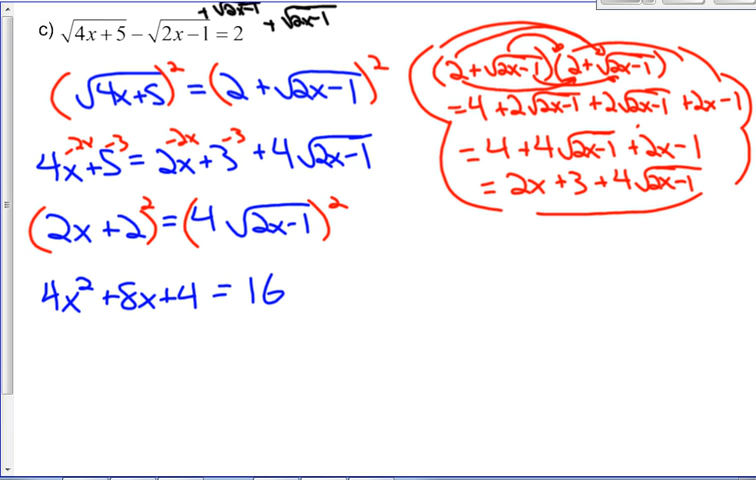 +√2x-1 +√2x-1
c) √4x+5 − √2x−1 = 2
(√4x+5)² = (2+√2x-1)²
-2x -3 -2x -3
4x+5 = 2x+3+4√2x-1
(2x+2)² = (4√2x-1)²
4x²+8x+4 = 16
(2+√2x-1)(2+√2x-1)
=4+2√2x-1+2√2x-1+2x-1
=4+4√2x-1+2x-1
=2x+3+4√2x-1